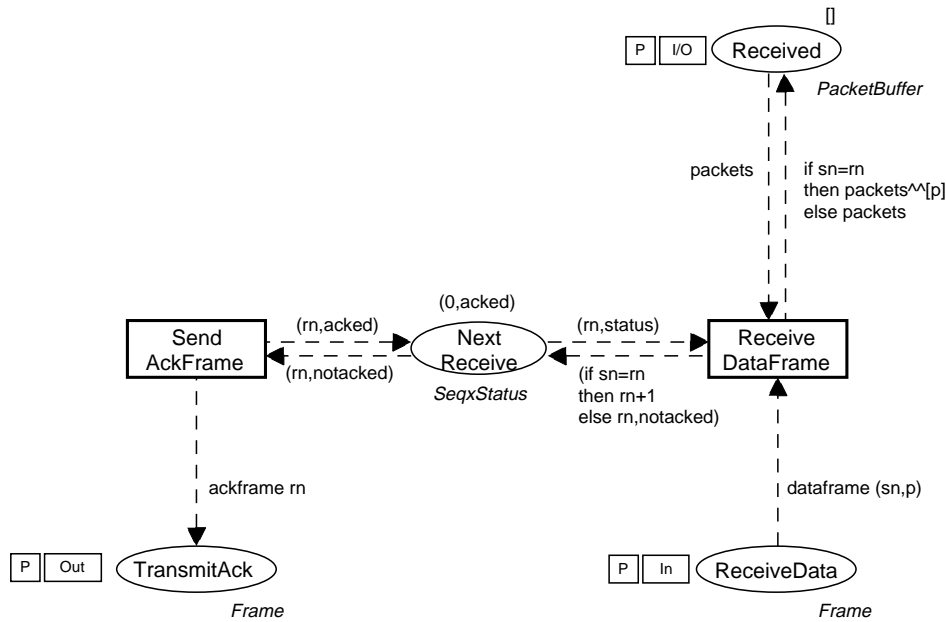 []
P
I/O
Received
PacketBuffer
packets
if sn=rn
then packets^^[p]
else packets
(0,acked)
Send
AckFrame
(rn,acked)
(rn,notacked)
Next
Receive
SeqxStatus
(rn,status)
(if sn=rn
then rn+1
else rn,notacked)
Receive
DataFrame
ackframe rn
dataframe (sn,p)
P
Out
TransmitAck
Frame
P
In
ReceiveData
Frame